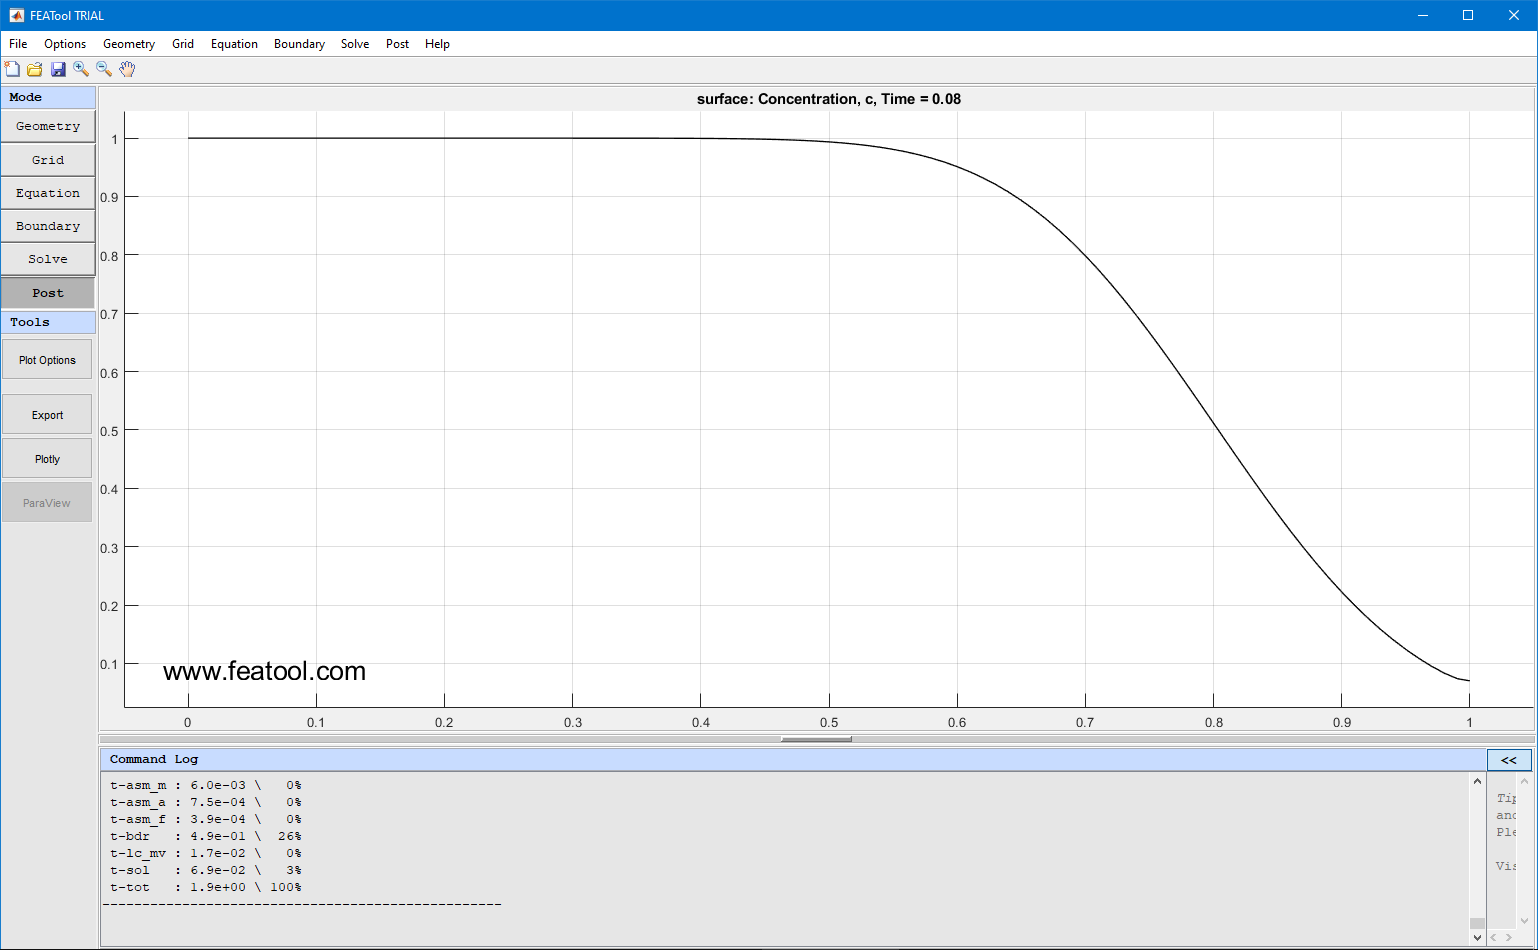 FEATool TRIAL
File Options Geometry Grid Equation Boundary Solve Post Help
Mode
Geometry
Grid
Equation
Boundary
Solve
Post
Tools
Plot Options
Export
Plotly
ParaView
surface: Concentration, c, Time = 0.08
1
0.9
0.8
0.7
0.6
0.5
0.4
0.3
0.2
0.1
www.featool.com
0 0.1 0.2 0.3 0.4 0.5 0.6 0.7 0.8 0.9 1
Command Log
<<
t-asm_m : 6.0e-03 \ 0%
t-asm_a : 7.5e-04 \ 0%
t-asm_f : 3.9e-04 \ 0%
t-bdr : 4.9e-01 \ 26%
t-lc_mv : 1.7e-02 \ 0%
t-sol : 6.9e-02 \ 3%
t-tot : 1.9e+00 \ 100%
--------------------------------------------------
Tip
and
Ple
Vis